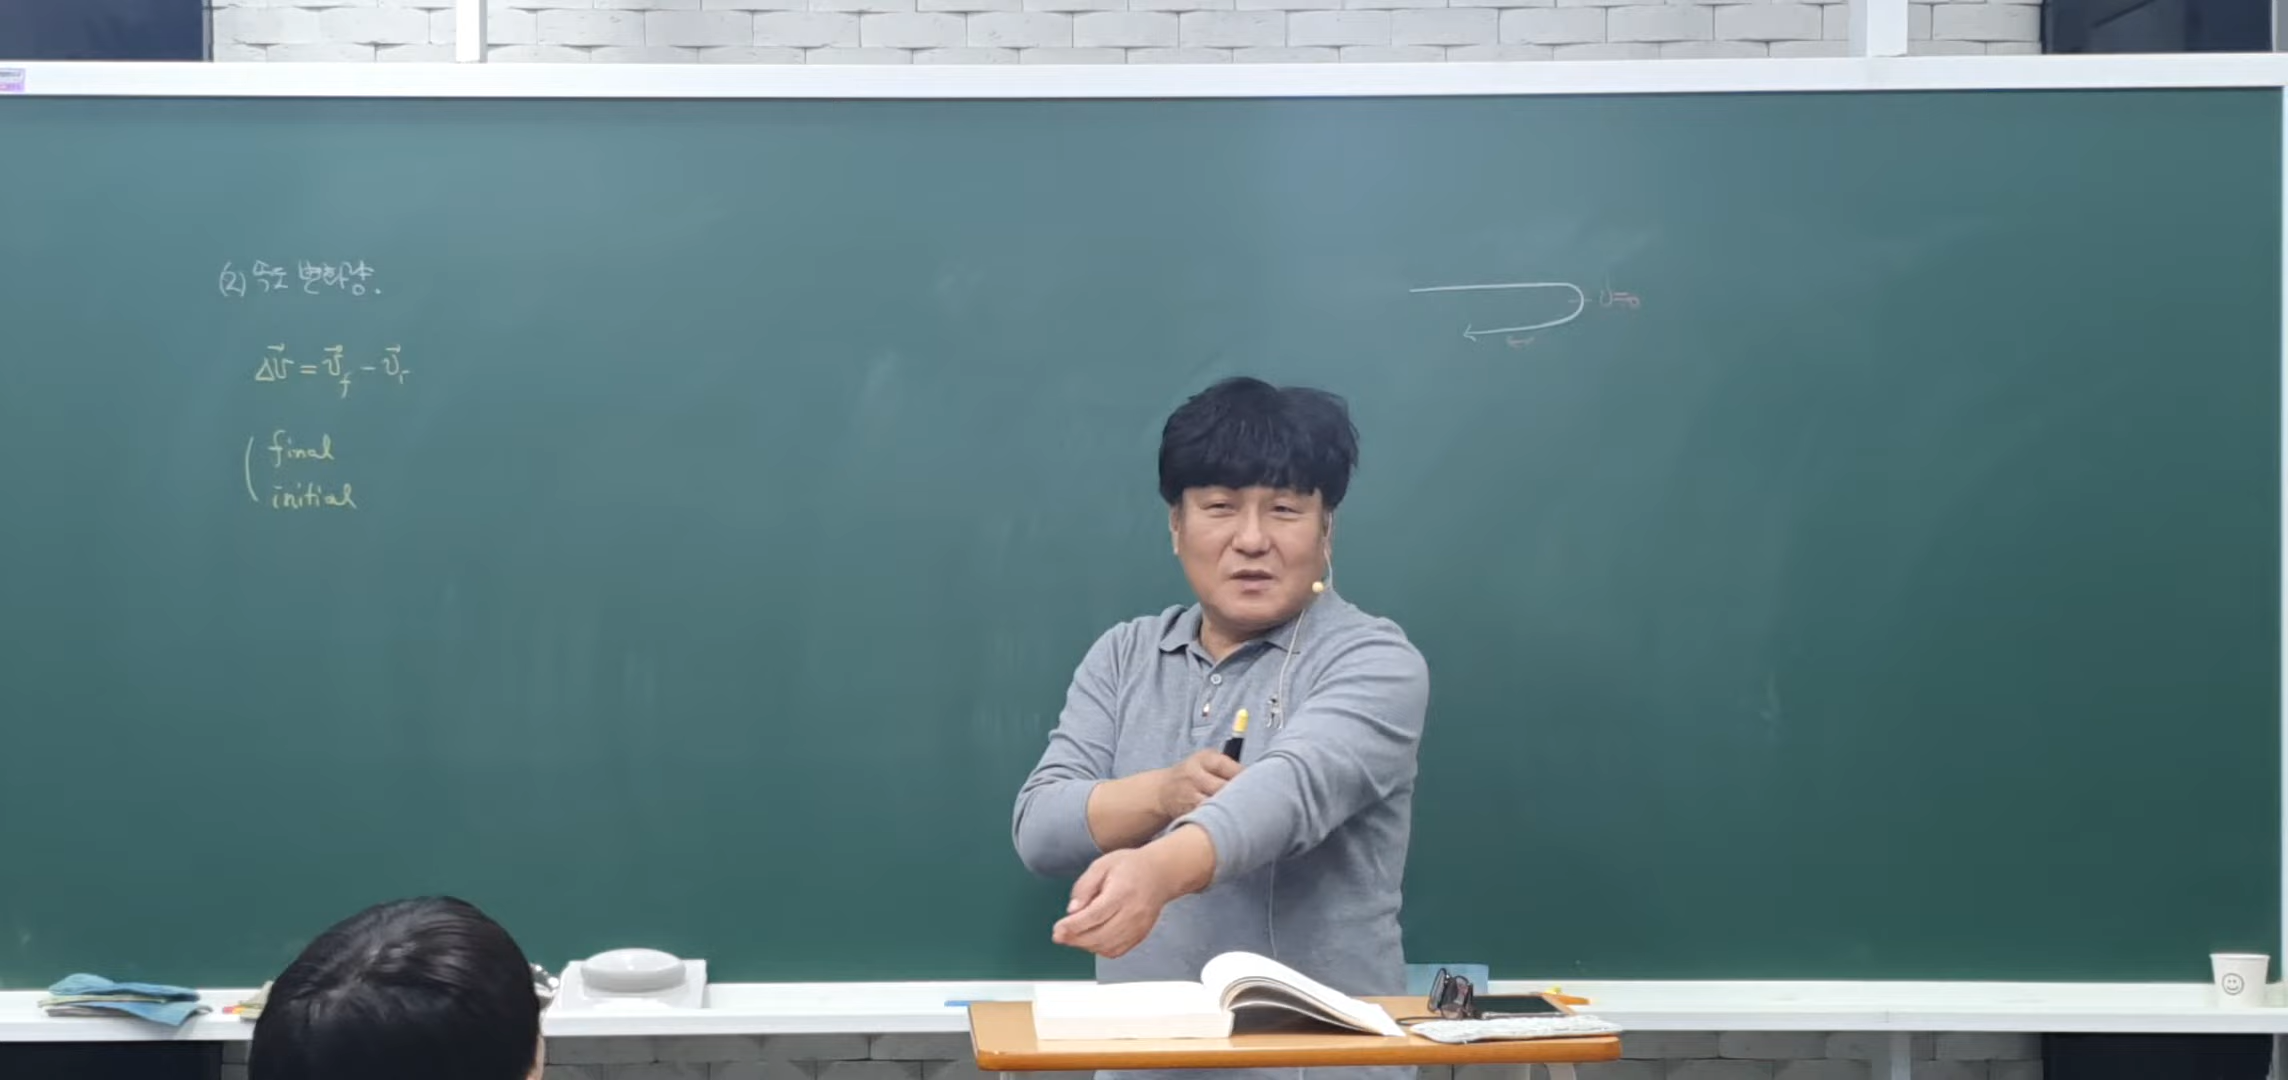 (2) 속도 변화량.
Δv⃗ = v⃗f - v⃗i
final
initial
v=0